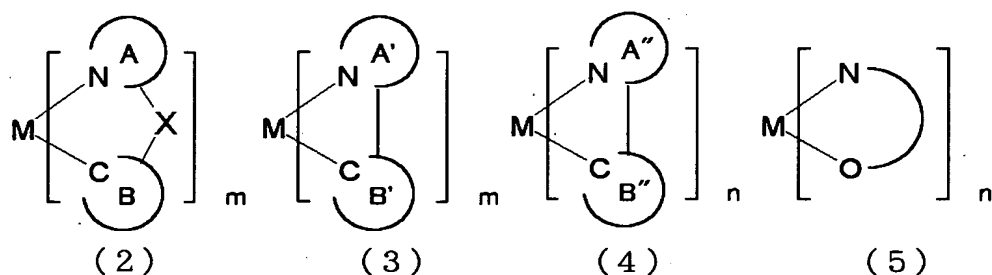 M N A X C B m
M N A' C B' m
M N A″ C B″ n
M N O n
(2) (3) (4) (5)